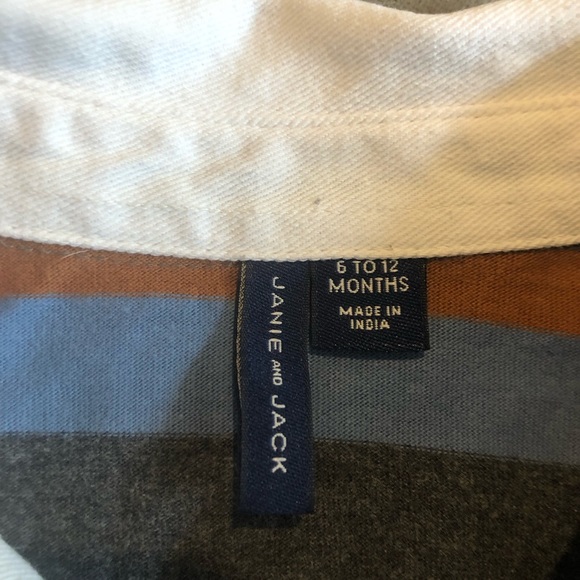 JANIE AND JACK
6 TO 12
MONTHS
MADE IN
INDIA